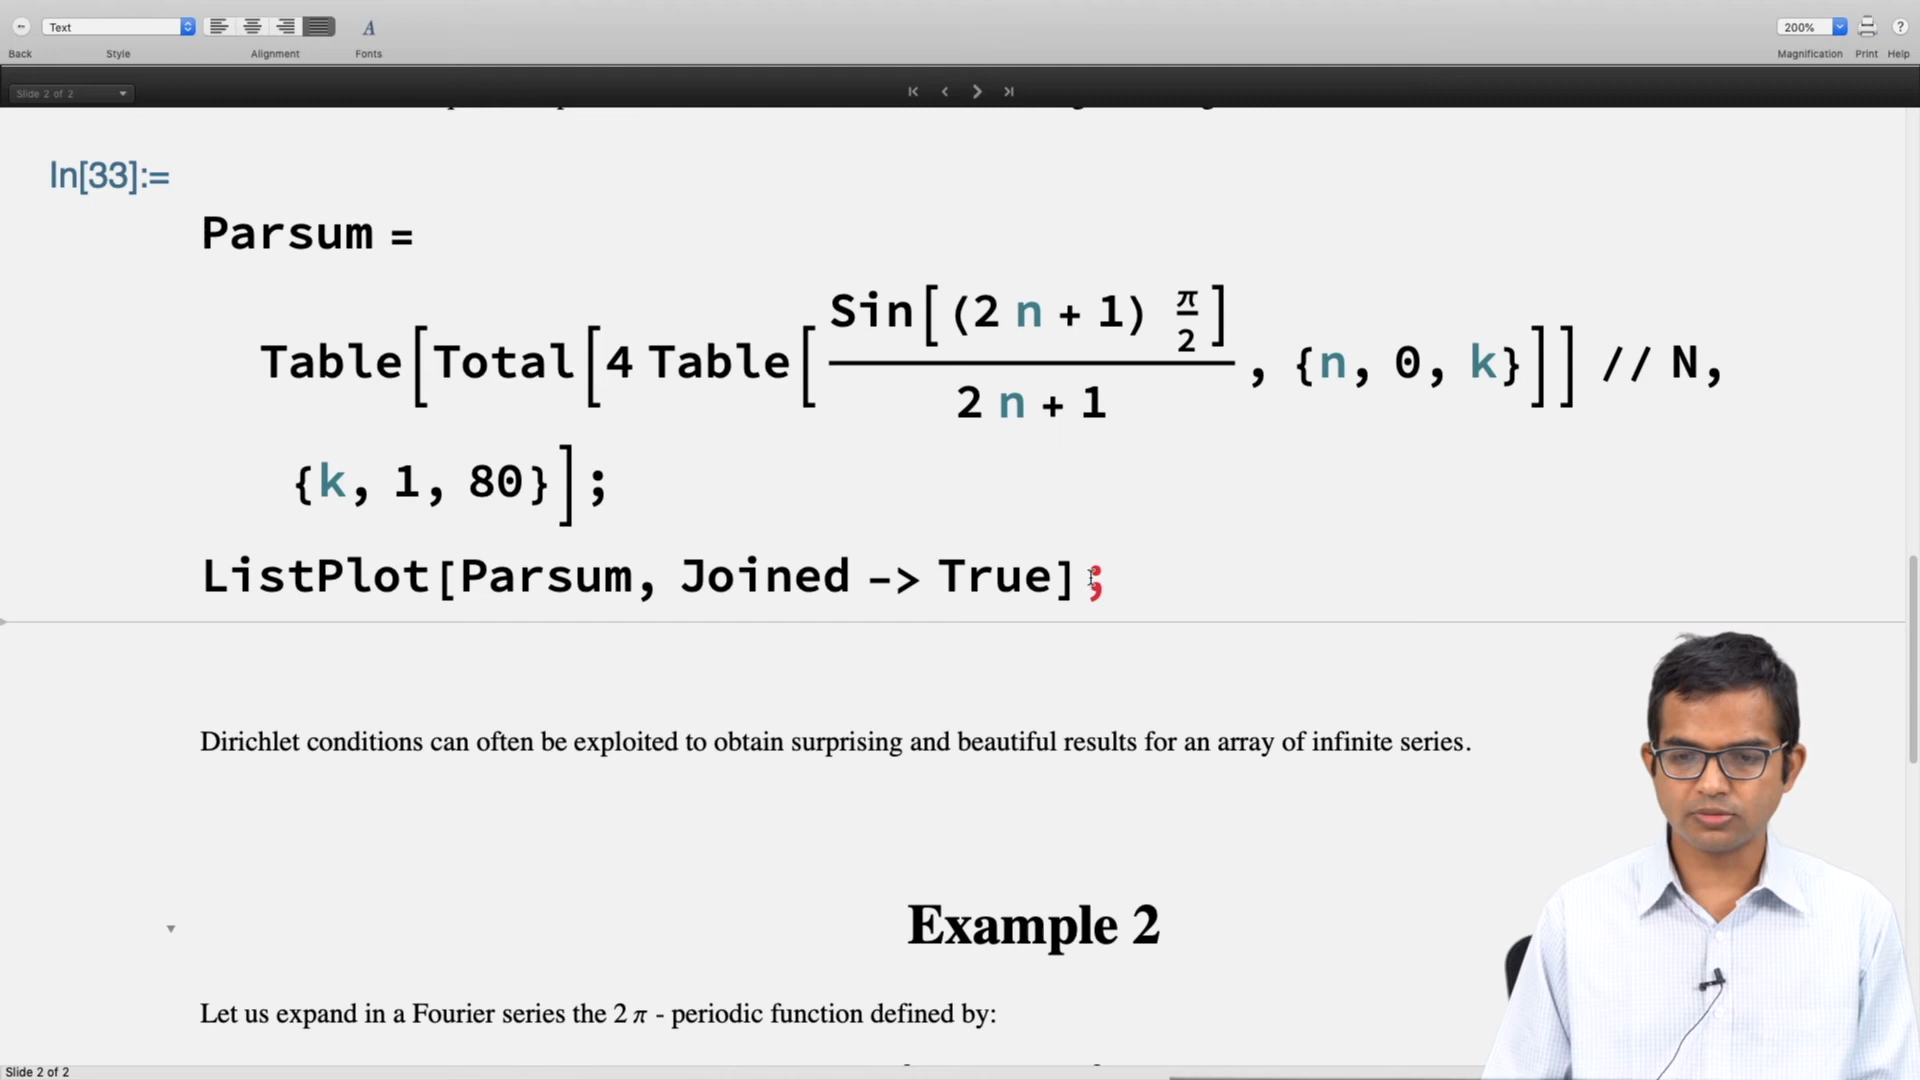 Text
200%
Back Style Alignment Fonts Magnification Print Help
Slide 2 of 2
In[33]:=
Parsum =
Table[Total[4 Table[Sin[(2 n + 1) π/2]/2 n + 1, {n, 0, k}]] // N,
{k, 1, 80}];
ListPlot[Parsum, Joined -> True];
Dirichlet conditions can often be exploited to obtain surprising and beautiful results for an array of infinite series.
Example 2
Let us expand in a Fourier series the 2 π - periodic function defined by:
Slide 2 of 2